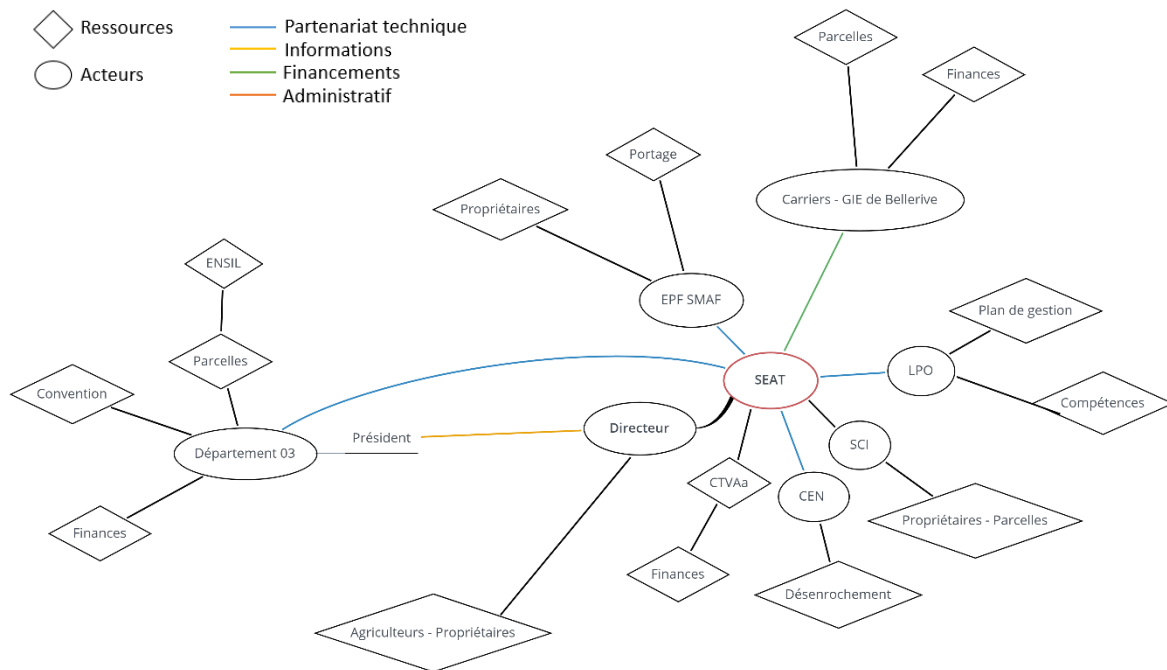 Ressources
Acteurs
Partenariat technique
Informations
Financements
Administratif
Parcelles
Finances
Portage
Carriers - GIE de Bellerive
Propriétaires
ENSIL
EPF SMAF
Plan de gestion
Parcelles
SEAT
LPO
Convention
Compétences
Directeur
Président
SCI
Département 03
CTVAa
CEN
Propriétaires - Parcelles
Finances
Finances
Désenrochement
Agriculteurs - Propriétaires